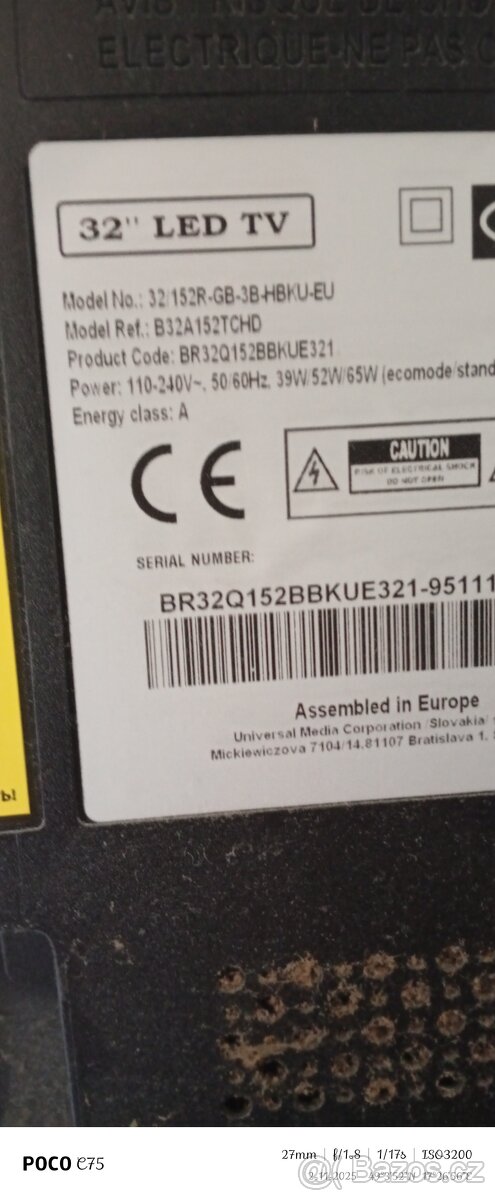 ELECTRIQUE-NE PAS
32" LED TV
Model No.: 32/152R-GB-3B-HBKU-EU
Model Ref.: B32A152TCHD
Product Code: BR32Q152BBKUE321
Power: 110-240V~, 50/60Hz, 39W/52W/65W (ecomode/stand
Energy class: A
CE
CAUTION
RISK OF ELECTRICAL SHOCK
DO NOT OPEN
SERIAL NUMBER:
BR32Q152BBKUE321-95111
Assembled in Europe
Universal Media Corporation /Slovakia/
Mickiewiczova 7104/14.81107 Bratislava 1.
POCO C75
27mm f/1.8 1/17s ISO3200
2.11.2025
Bazos.cz